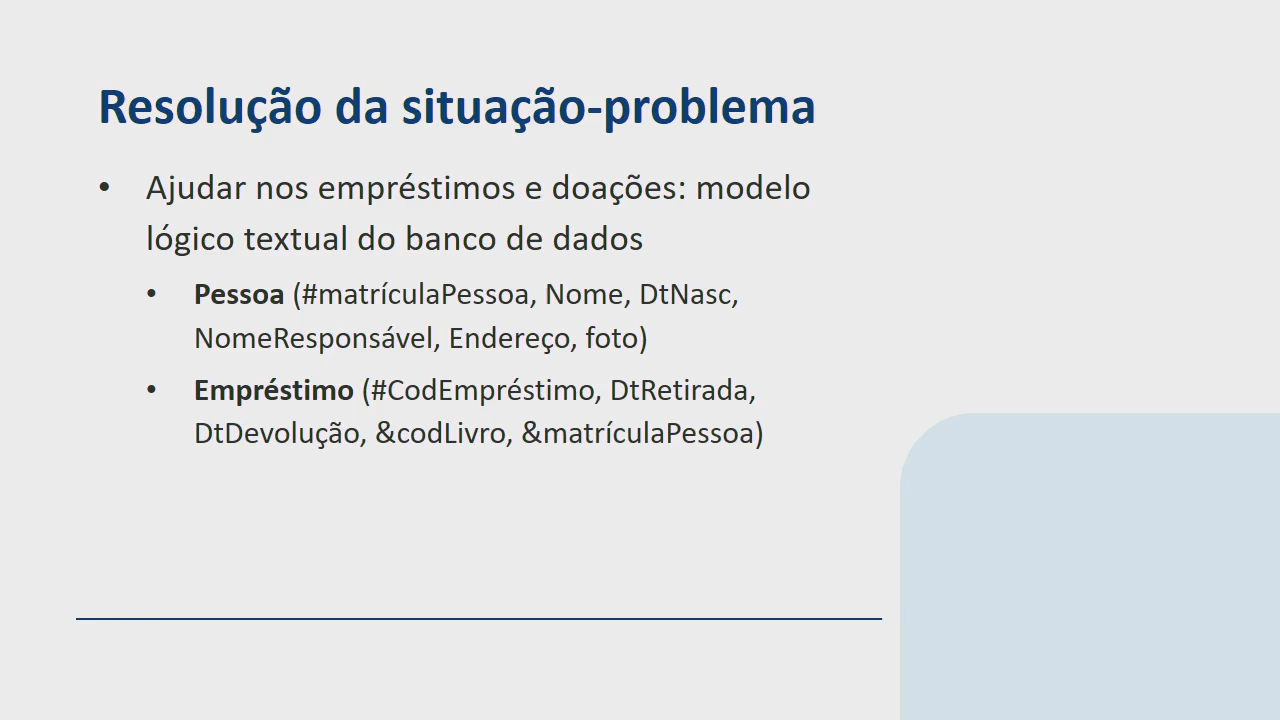 Resolução da situação-problema
• Ajudar nos empréstimos e doações: modelo
lógico textual do banco de dados
• Pessoa (#matrículaPessoa, Nome, DtNasc,
NomeResponsável, Endereço, foto)
• Empréstimo (#CodEmpréstimo, DtRetirada,
DtDevolução, &codLivro, &matrículaPessoa)